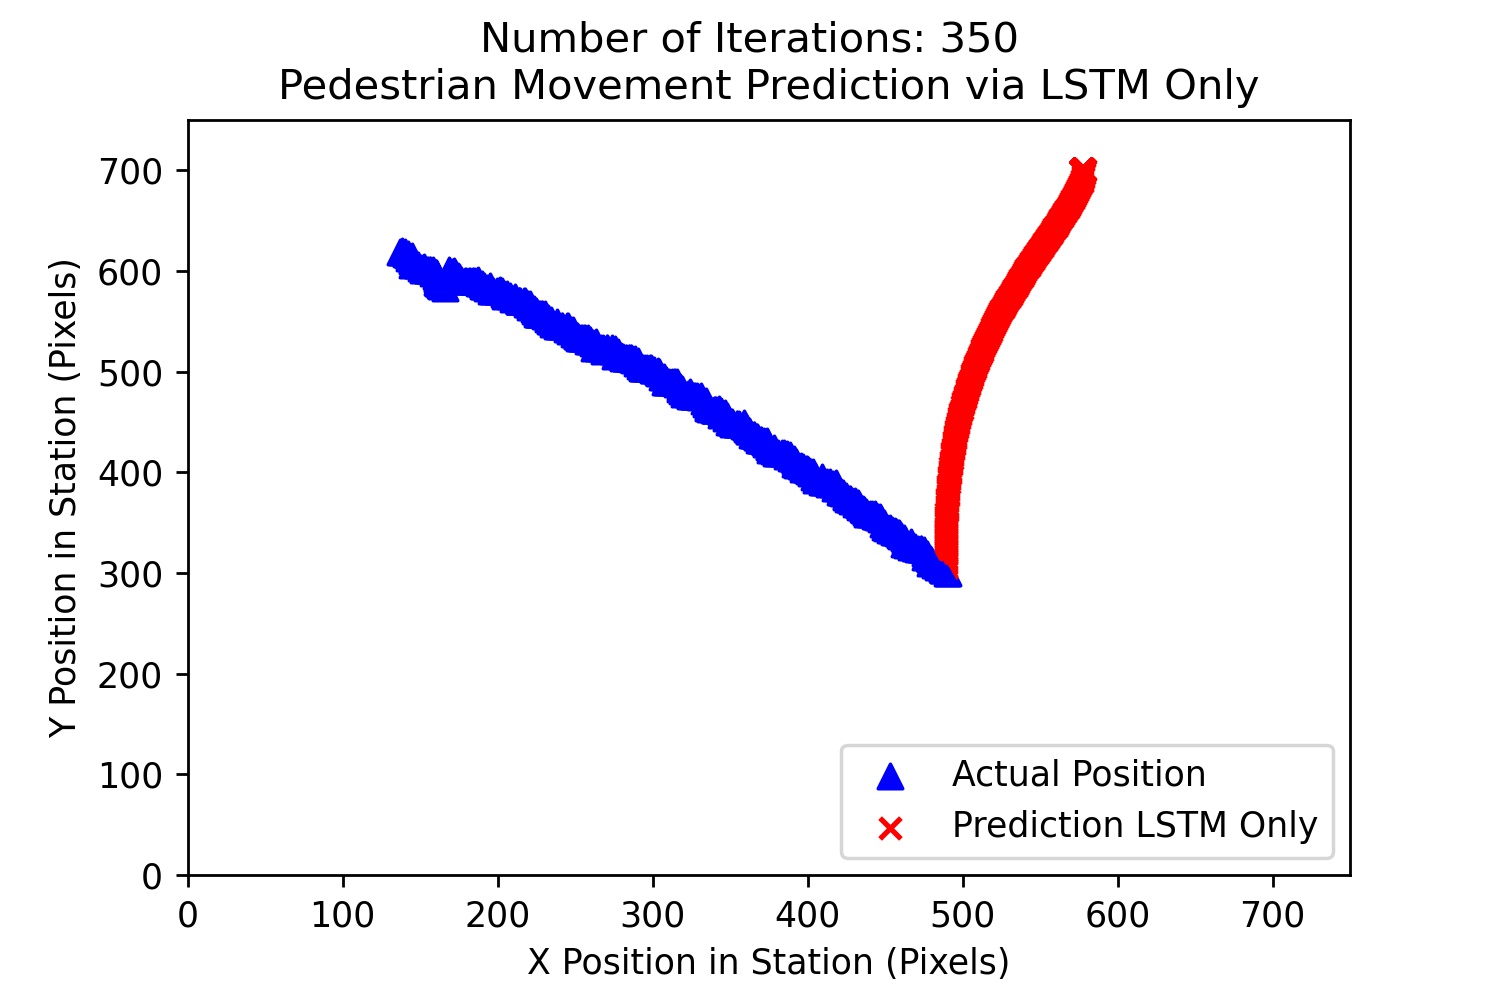 Number of Iterations: 350
Pedestrian Movement Prediction via LSTM Only
Y Position in Station (Pixels)
700
600
500
400
300
200
100
0
Actual Position
Prediction LSTM Only
0 100 200 300 400 500 600 700
X Position in Station (Pixels)